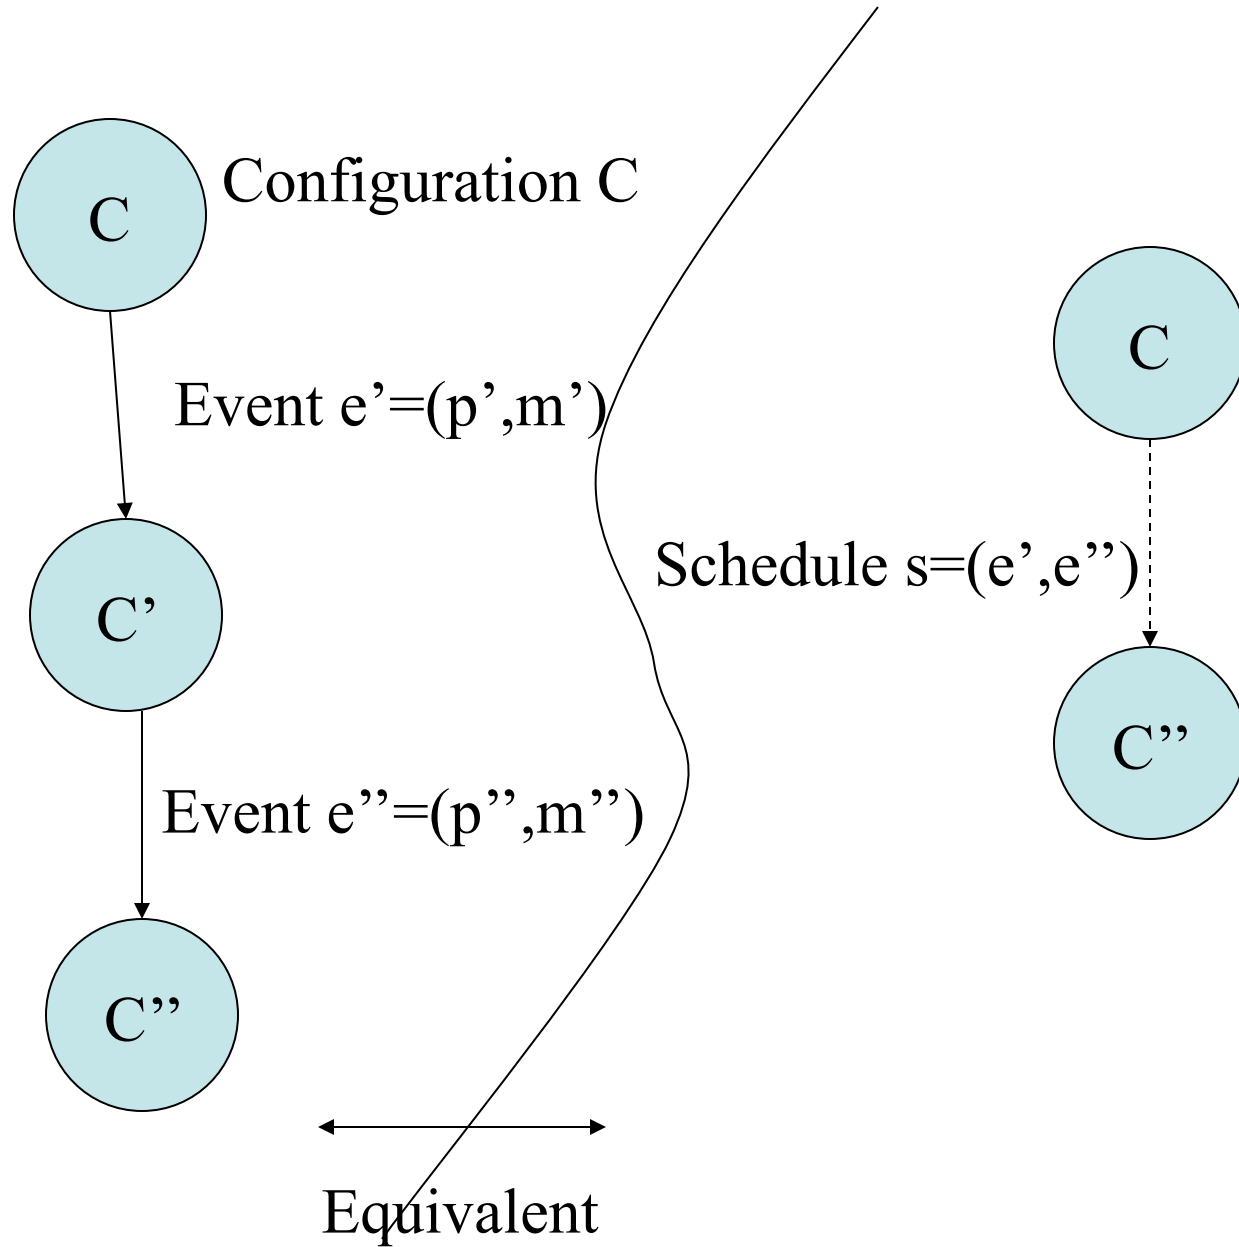 C
Configuration C
Event e’=(p’,m’)
C’
Event e’’=(p’’,m’’)
C’’
Equivalent
C
Schedule s=(e’,e’’)
C’’